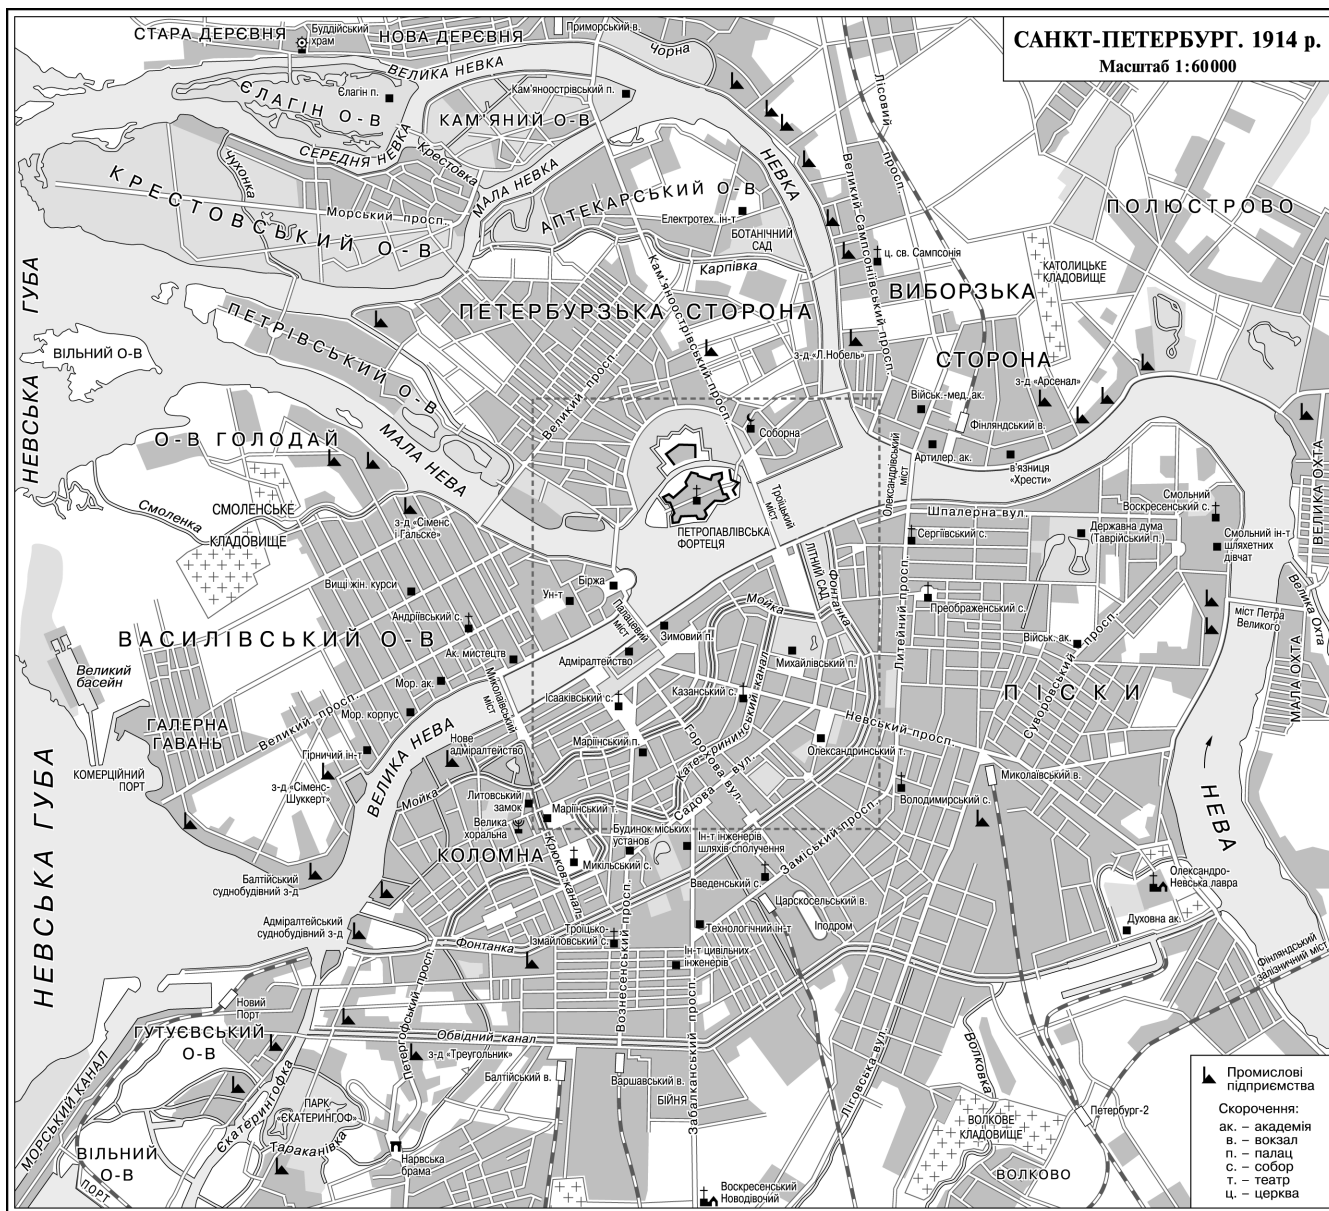 САНКТ-ПЕТЕРБУРГ. 1914 р.
Масштаб 1:60000
СТАРА ДЕРЄВНЯ
Буддійський
храм
НОВА ДЕРЄВНЯ
Приморський в.
Чорна
ВЕЛИКА НЕВКА
Єлагін п.
ЄЛАГІН О-В
Кам'яноострівський п.
КАМ'ЯНИЙ О-В
СЕРЕДНЯ НЕВКА
Крестовка
МАЛА НЕВКА
НЕВКА
Лісовий просп.
Великий Сампсоніївський просп.
Чухонка
КРЕСТОВСЬКИЙ О-В
Морський просп.
АПТЕКАРСЬКИЙ О-В
Електротех. ін-т
БОТАНІЧНИЙ
САД
ц. св. Сампсонія
ПОЛЮСТРОВО
КАТОЛИЦЬКЕ
КЛАДОВИЩЕ
Карпівка
Кам'яноострівський просп.
ВИБОРЗЬКА
СТОРОНА
НЕВСЬКА ГУБА
ПЕТРІВСЬКИЙ О-В
ПЕТЕРБУРЗЬКА СТОРОНА
ВІЛЬНИЙ О-В
з-д «Л.Нобель»
з-д «Арсенал»
Великий просп.
Військ.-мед. ак.
Фінляндський в.
Соборна
Артилер. ак.
в'язниця
«Хрести»
О-В ГОЛОДАЙ
МАЛА НЕВА
Олександрівський
міст
Троїцький
міст
ВЕЛИКА ОХТА
Смоленка
СМОЛЕНСЬКЕ
КЛАДОВИЩЕ
з-д «Сіменс
і Гальске»
ПЕТРОПАВЛІВСЬКА
ФОРТЕЦЯ
Шпалерна вул.
Смольний
Воскресенський с.
Державна дума
(Таврійський п.)
Сергіївський с.
Смольний ін-т
шляхетних
дівчат
ЛІТНИЙ САД
Фонтанка
Литейний просп.
Вищі жін. курси
Біржа
Ун-т
Палацевий
міст
Мойка
Преображенський с.
міст Петра
Великого
Велика Охта
Андріївський с.
ВАСИЛІВСЬКИЙ О-В
Зимовий п.
Військ. ак.
Суворовський просп.
МАЛА ОХТА
Ак. мистецтв
Адміралтейство
Михайлівський п.
Великий
басейн
Мор. ак.
Миколаївський
міст
Ісаакіївський с.
Казанський с.
ПІСКИ
Мор. корпус
ГАЛЕРНА
ГАВАНЬ
Великий просп.
ВЕЛИКА НЕВА
Нове
адміралтейство
Невський просп.
Маріїнський п.
Горохова вул.
Катехрининський канал
Олександринський т.
Гірничий ін-т
КОМЕРЦІЙНИЙ
ПОРТ
з-д «Сіменс-
Шуккерт»
Миколаївський в.
Мойка
Литовський
замок
Садова вул.
Володимирський с.
НЕВА
Маріїнський т.
Велика
хоральна
Будинок міських
установ
Ін-т інженерів
шляхів сполучення
Заміський просп.
КОЛОМНА
Крюков канал
Микільський с.
Введенський с.
Олександро-
Невська лавра
Балтійський
суднобудівний з-д
Царскосельський в.
НЕВСЬКА ГУБА
Адміралтейський
суднобудівний з-д
Троїцько-
Ізмайловський с.
Технологічний ін-т
Іподром
Духовна ак.
Фонтанка
Ін-т цивільних
інженерів
Фінляндський
залізничний міст
Петергофський просп.
Вознесенський просп.
Новий
Порт
ГУТУЄВСЬКИЙ
О-В
Обвідний канал
з-д «Треугольник»
Волковка
Балтійський в.
Варшавський в.
БІЙНЯ
Забалканський просп.
Ліговська вул.
МОРСЬКИЙ КАНАЛ
Єкатерингофка
ПАРК
«ЄКАТЕРИНГОФ»
Петербург-2
Тараканівка
ВОЛКОВЕ
КЛАДОВИЩЕ
ВІЛЬНИЙ
О-В
Нарвська
брама
ВОЛКОВО
ПОРТ
Воскресенський
Новодівочий
Промислові
підприємства
Скорочення:
ак. – академія
в. – вокзал
п. – палац
с. – собор
т. – театр
ц. – церква